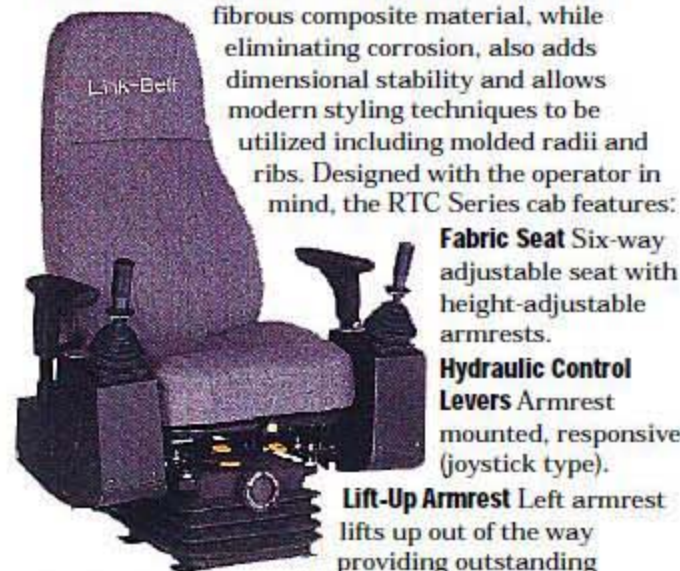 fibrous composite material, while
eliminating corrosion, also adds
dimensional stability and allows
modern styling techniques to be
utilized including molded radii and
ribs. Designed with the operator in
mind, the RTC Series cab features:
Link-Belt
Fabric Seat Six-way
adjustable seat with
height-adjustable
armrests.
Hydraulic Control
Levers Armrest
mounted, responsive
(joystick type).
Lift-Up Armrest Left armrest
lifts up out of the way
providing outstanding